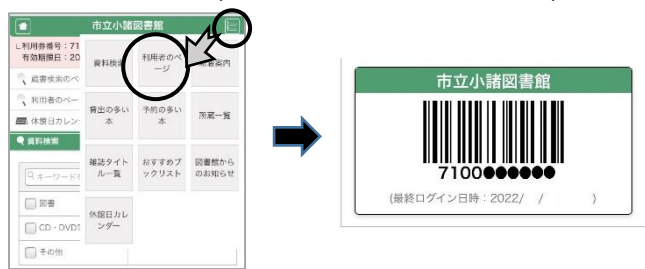 市立小諸図書館
利用券番号：71
有効期限日：20
蔵書検索のペ
利用者のペー
休館日カレン
資料検索
キーワードを
図書
CD・DVD
その他
資料検索
利用者のペ
ージ
着案内
貸出の多い
本
予約の多い
本
所蔵一覧
雑誌タイト
ル一覧
おすすめブ
ックリスト
図書館から
のお知らせ
休館日カレ
ンダー
市立小諸図書館
7100●●●●●●
(最終ログイン日時：2022/ / )